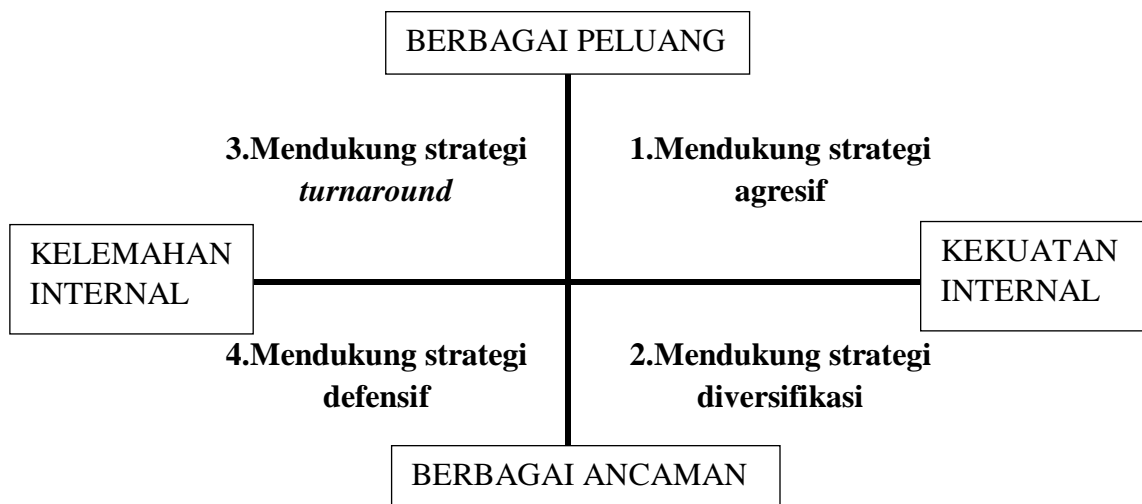 BERBAGAI PELUANG
3.Mendukung strategi
turnaround
1.Mendukung strategi
agresif
KELEMAHAN
INTERNAL
KEKUATAN
INTERNAL
4.Mendukung strategi
defensif
2.Mendukung strategi
diversifikasi
BERBAGAI ANCAMAN